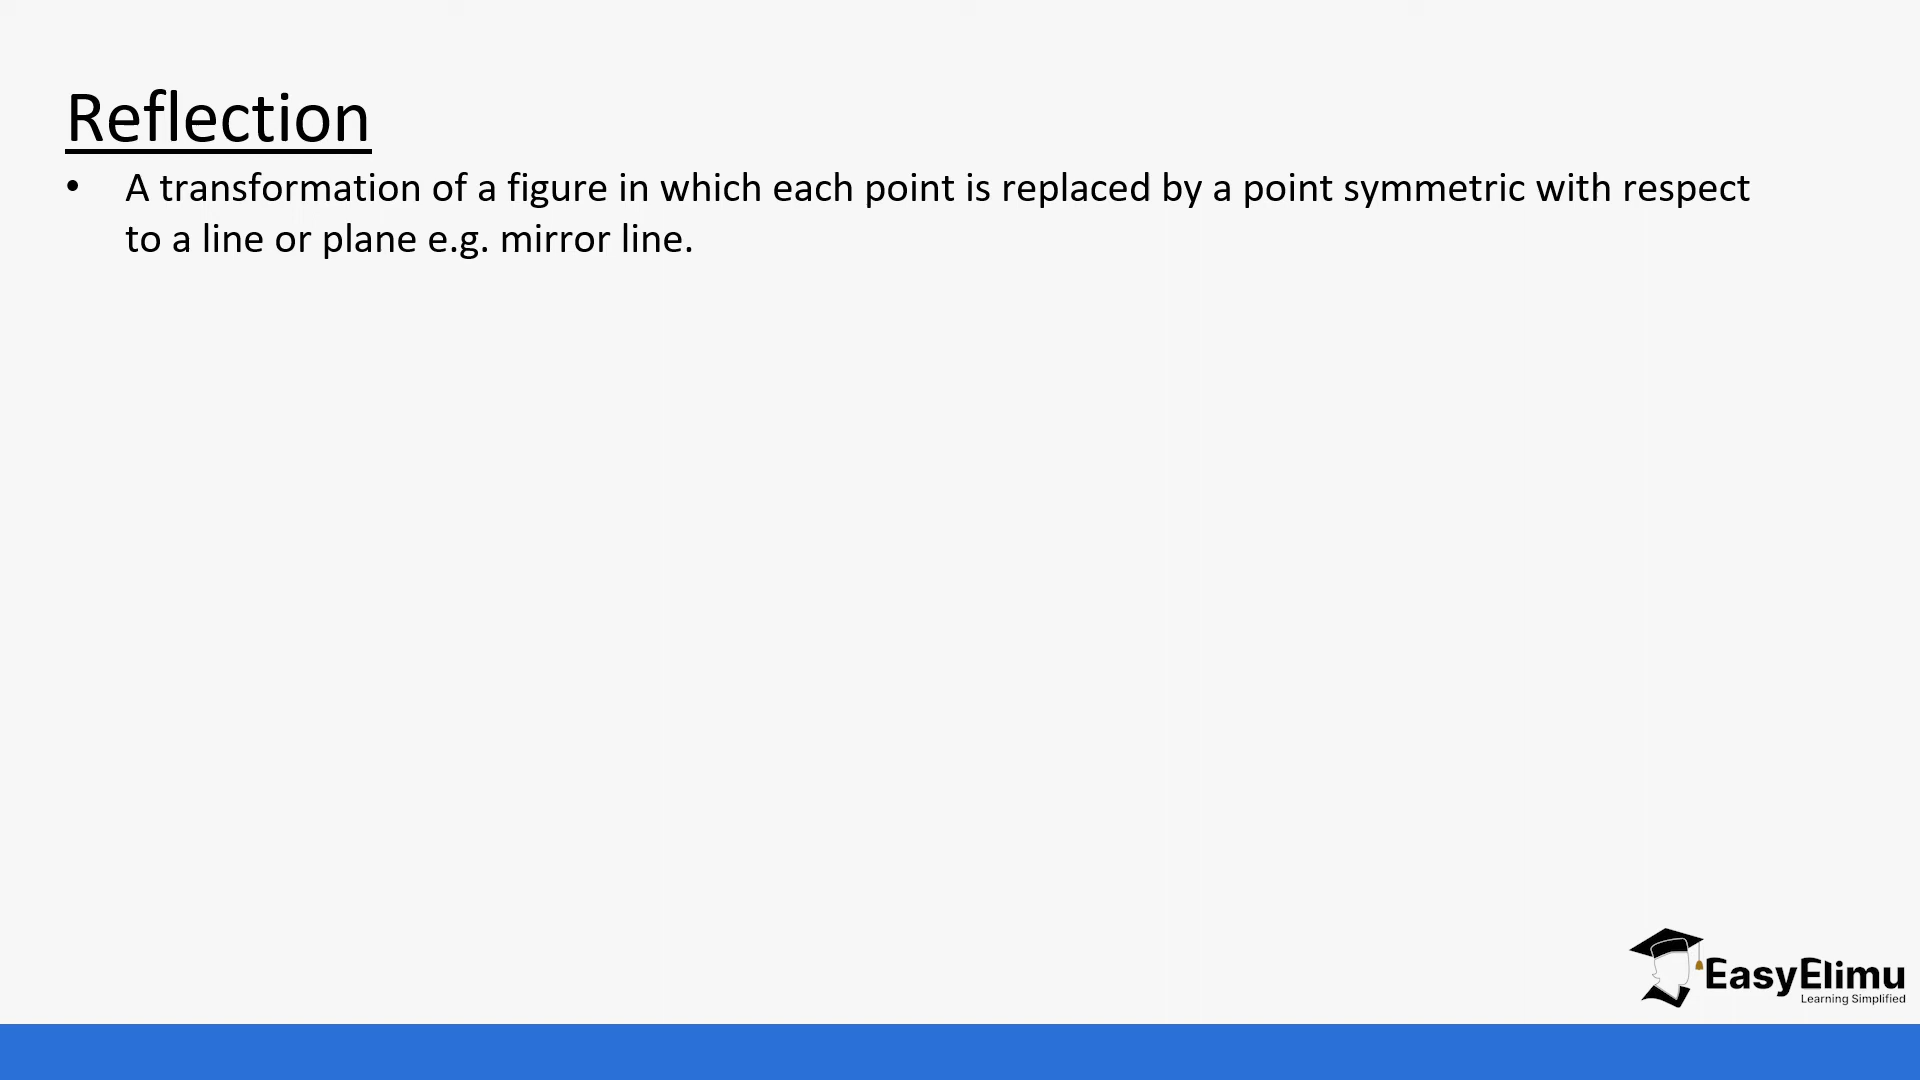 Reflection
• A transformation of a figure in which each point is replaced by a point symmetric with respect
to a line or plane e.g. mirror line.
EasyElimu
Learning Simplified